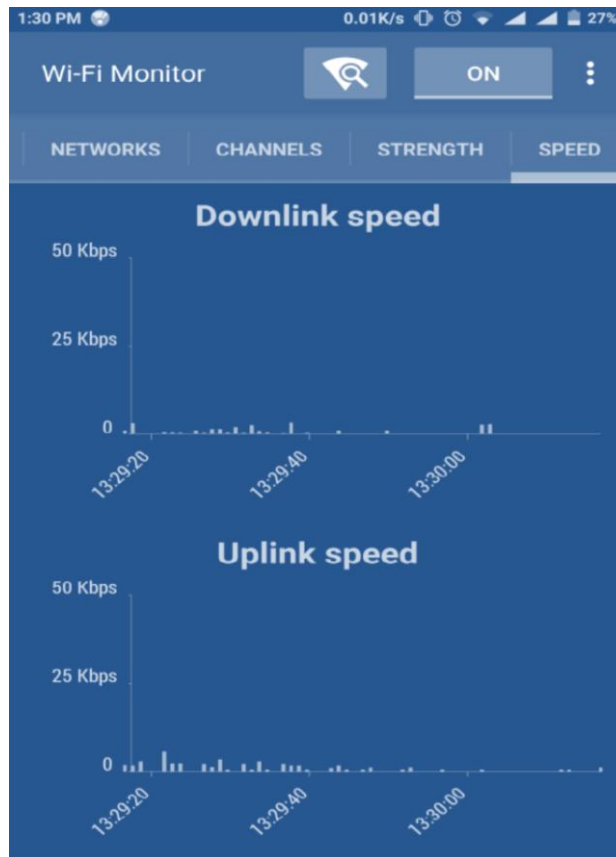 1:30 PM 0.01K/s 27%
Wi-Fi Monitor ON
NETWORKS CHANNELS STRENGTH SPEED
Downlink speed
50 Kbps
25 Kbps
0
13:29:20 13:29:40 13:30:00
Uplink speed
50 Kbps
25 Kbps
0
13:29:20 13:29:40 13:30:00